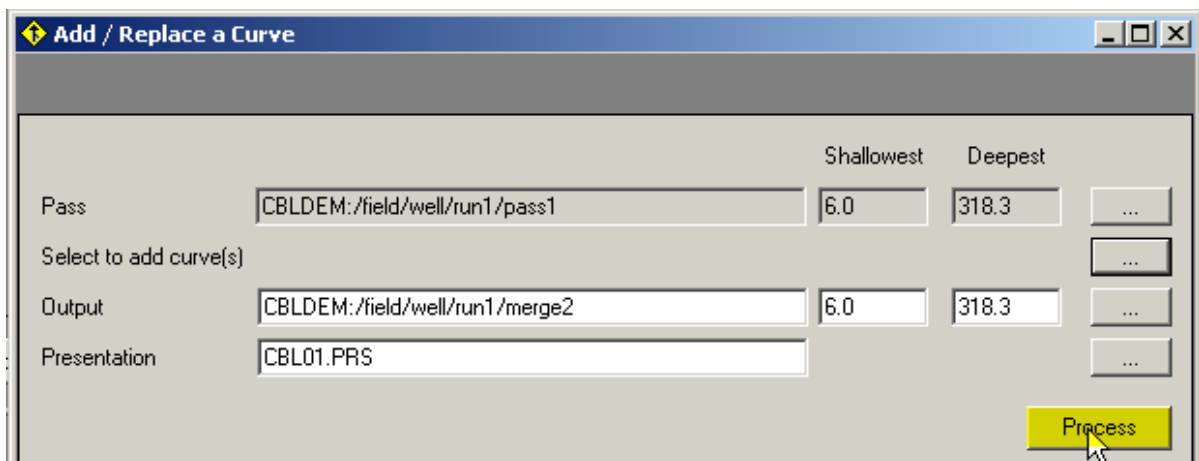 Add / Replace a Curve
Shallowest Deepest
Pass CBLDEM:/field/well/run1/pass1 6.0 318.3 ...
Select to add curve(s) ...
Output CBLDEM:/field/well/run1/merge2 6.0 318.3 ...
Presentation CBL01.PRS ...
Process